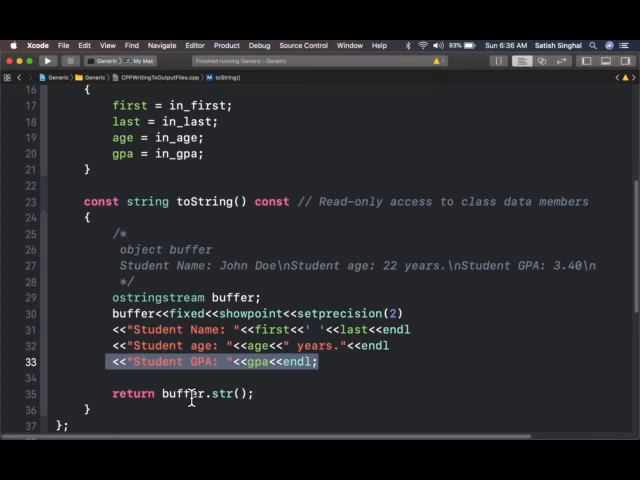 Xcode File Edit View Find Navigate Editor Product Debug Source Control Window Help 93% Sun 6:36 AM Satish Singhal
Generic My Mac Finished running Generic : Generic 1
Generic Generic CPPWritingToOutputFiles.cpp M toString()
16 {
17 first = in_first;
18 last = in_last;
19 age = in_age;
20 gpa = in_gpa;
21 }
22
23 const string toString() const // Read-only access to class data members
24 {
25 /*
26 object buffer
27 Student Name: John Doe\nStudent age: 22 years.\nStudent GPA: 3.40\n
28 */
29 ostringstream buffer;
30 buffer<<fixed<<showpoint<<setprecision(2)
31 <<"Student Name: "<<first<<' '<<last<<endl
32 <<"Student age: "<<age<<" years."<<endl
33 <<"Student GPA: "<<gpa<<endl;
34
35 return buffer.str();
36 }
37 };